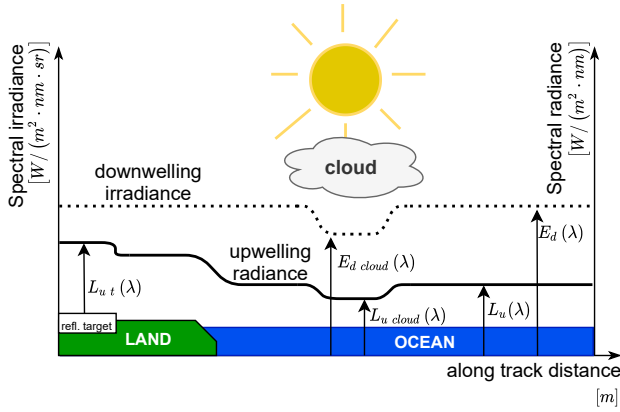 Spectral irradiance
[W/(m² · nm · sr)]
Spectral radiance
[W/(m² · nm)]
cloud
downwelling
irradiance
upwelling
radiance
E_d cloud (λ)
E_d (λ)
L_u t (λ)
L_u cloud (λ)
L_u(λ)
refl. target
LAND
OCEAN
along track distance
[m]